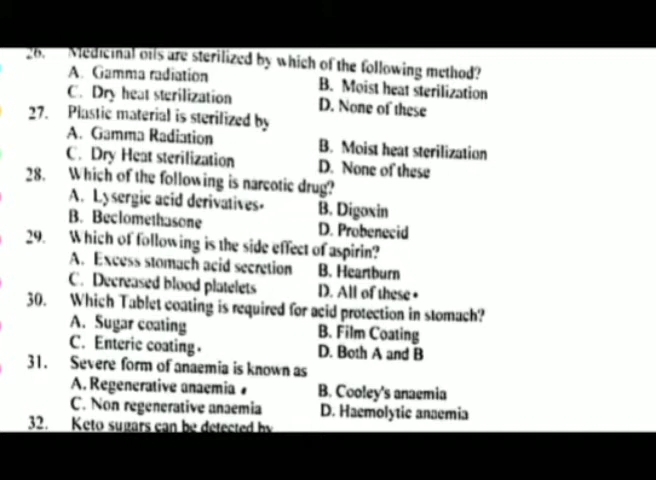 26. Medicinal oils are sterilized by which of the following method?
A. Gamma radiation B. Moist heat sterilization
C. Dry heat sterilization D. None of these
27. Plastic material is sterilized by
A. Gamma Radiation B. Moist heat sterilization
C. Dry Heat sterilization D. None of these
28. Which of the following is narcotic drug?
A. Lysergic acid derivatives. B. Digoxin
B. Beclomethasone D. Probenecid
29. Which of following is the side effect of aspirin?
A. Excess stomach acid secretion B. Heartburn
C. Decreased blood platelets D. All of these
30. Which Tablet coating is required for acid protection in stomach?
A. Sugar coating B. Film Coating
C. Enteric coating. D. Both A and B
31. Severe form of anaemia is known as
A. Regenerative anaemia B. Cooley's anaemia
C. Non regenerative anaemia D. Haemolytic anaemia
32. Keto sugars can be detected by